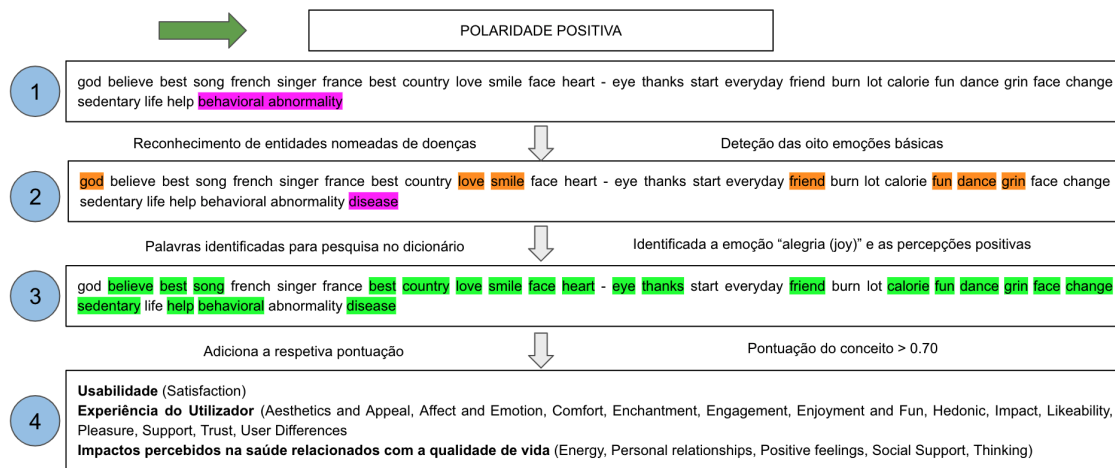 POLARIDADE POSITIVA
1
god believe best song french singer france best country love smile face heart - eye thanks start everyday friend burn lot calorie fun dance grin face change
sedentary life help behavioral abnormality
Reconhecimento de entidades nomeadas de doenças
Deteção das oito emoções básicas
2
god believe best song french singer france best country love smile face heart - eye thanks start everyday friend burn lot calorie fun dance grin face change
sedentary life help behavioral abnormality disease
Palavras identificadas para pesquisa no dicionário
Identificada a emoção “alegria (joy)” e as percepções positivas
3
god believe best song french singer france best country love smile face heart - eye thanks start everyday friend burn lot calorie fun dance grin face change
sedentary life help behavioral abnormality disease
Adiciona a respetiva pontuação
Pontuação do conceito > 0.70
4
Usabilidade (Satisfaction)
Experiência do Utilizador (Aesthetics and Appeal, Affect and Emotion, Comfort, Enchantment, Engagement, Enjoyment and Fun, Hedonic, Impact, Likeability,
Pleasure, Support, Trust, User Differences
Impactos percebidos na saúde relacionados com a qualidade de vida (Energy, Personal relationships, Positive feelings, Social Support, Thinking)